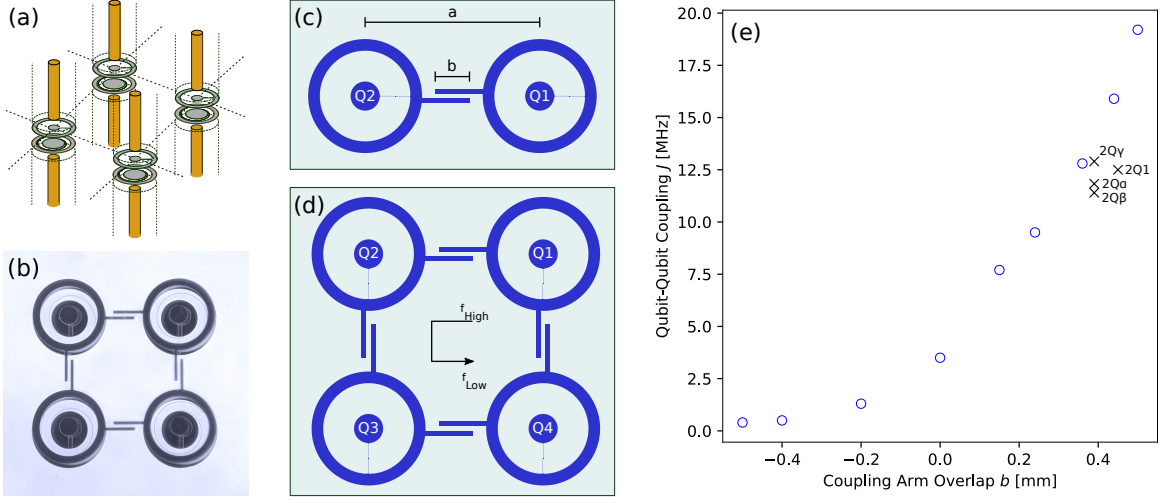 (a)
(b)
(c)
a
b
Q2
Q1
(d)
Q2
Q1
f_High
f_Low
Q3
Q4
(e)
Qubit-Qubit Coupling J [MHz]
20.0
17.5
15.0
12.5
10.0
7.5
5.0
2.5
0.0
2Qγ
2Q1
2Qα
2Qβ
−0.4
−0.2
0.0
0.2
0.4
Coupling Arm Overlap b [mm]